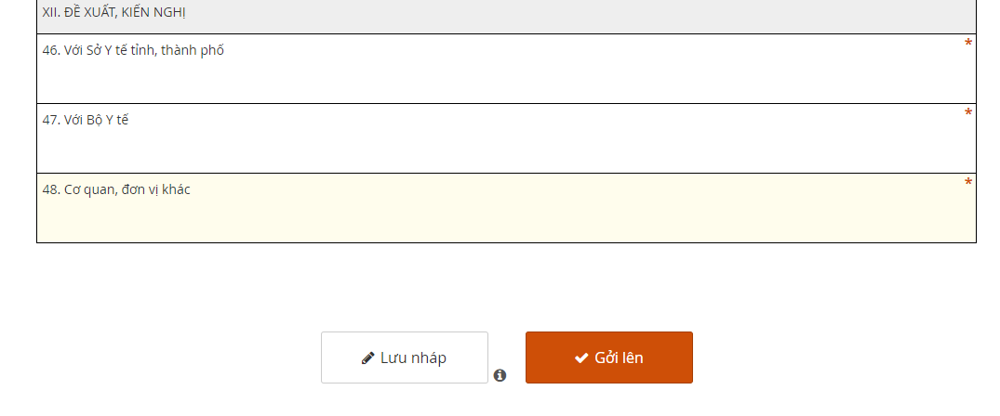 XII. ĐỀ XUẤT, KIẾN NGHỊ
46. Với Sở Y tế tỉnh, thành phố *
47. Với Bộ Y tế *
48. Cơ quan, đơn vị khác *
Lưu nháp
Gởi lên